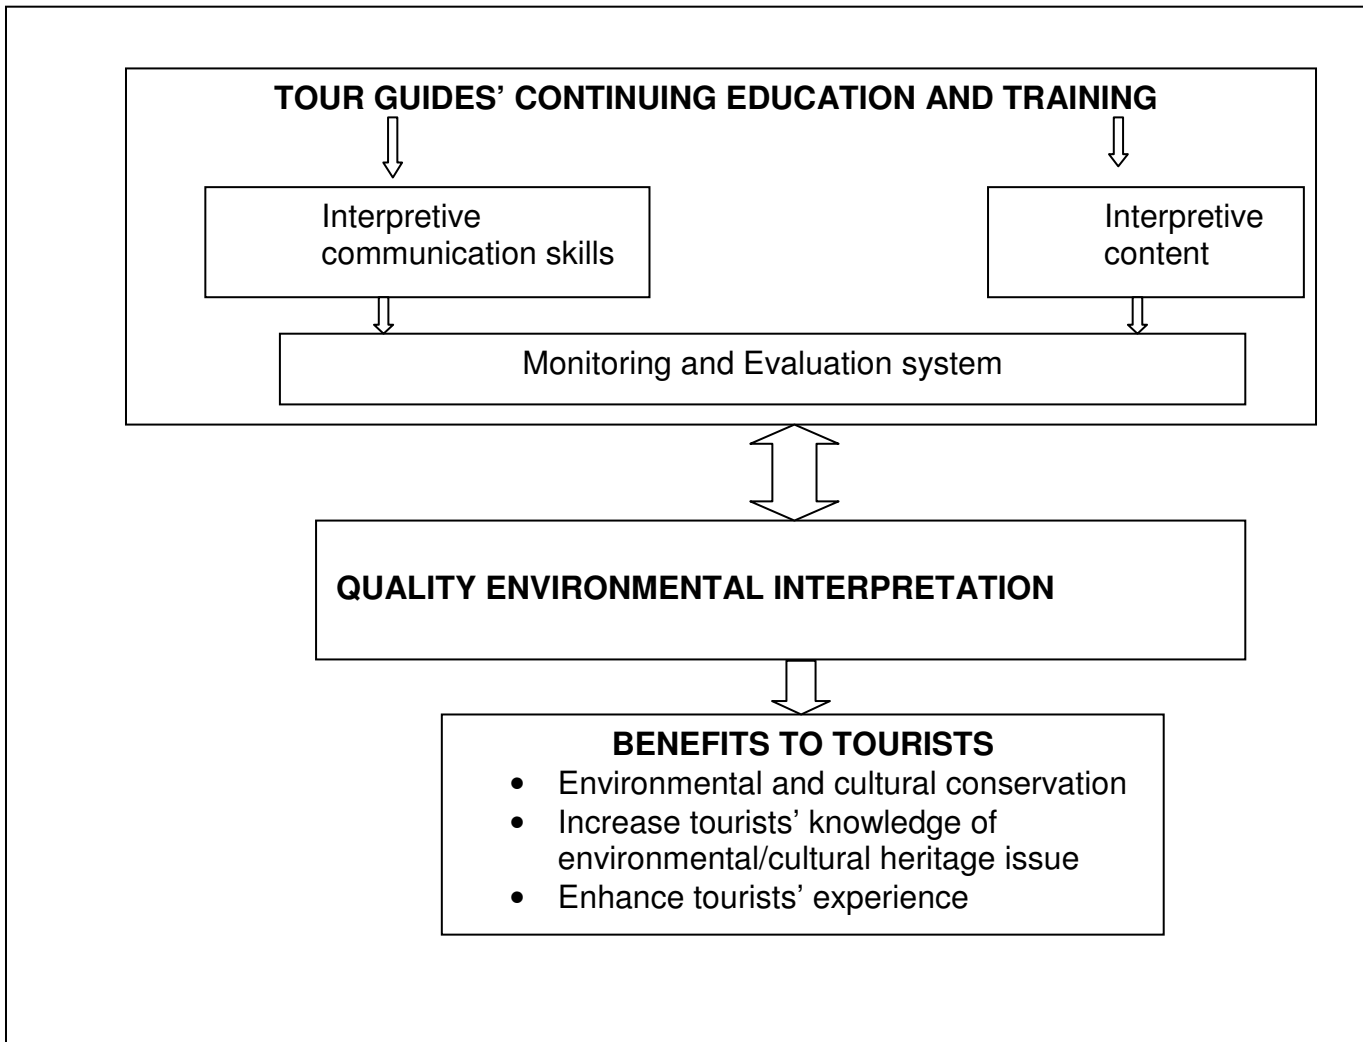 TOUR GUIDES’ CONTINUING EDUCATION AND TRAINING
Interpretive
communication skills
Interpretive
content
Monitoring and Evaluation system
QUALITY ENVIRONMENTAL INTERPRETATION
BENEFITS TO TOURISTS
• Environmental and cultural conservation
• Increase tourists’ knowledge of
environmental/cultural heritage issue
• Enhance tourists’ experience